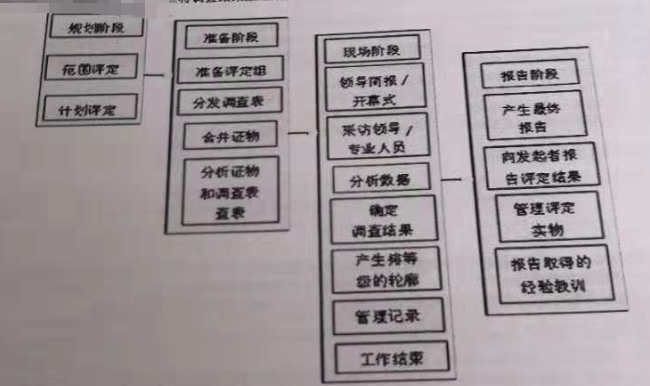 规划阶段
范围评定
计划评定
准备阶段
准备评定组
分发调查表
合并证物
分析证物
和调查表
查表
现场阶段
领导简报/
开幕式
采访领导/
专业人员
分析数据
确定
调查结果
产生将等
级的轮廓
管理记录
工作结束
报告阶段
产生最终
报告
向发起者报
告评定结果
管理评定
实物
报告取得的
经验教训